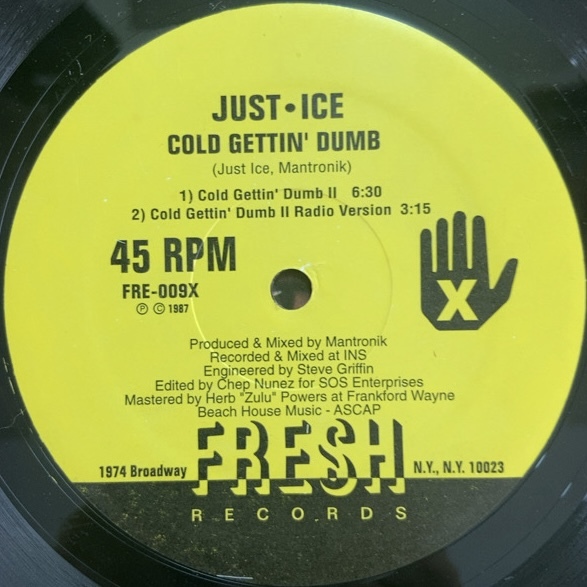 JUST•ICE
COLD GETTIN' DUMB
(Just Ice, Mantronik)
1) Cold Gettin' Dumb II 6:30
2) Cold Gettin' Dumb II Radio Version 3:15
45 RPM
FRE-009X
℗ © 1987
X
Produced & Mixed by Mantronik
Recorded & Mixed at INS
Engineered by Steve Griffin
Edited by Chep Nunez for SOS Enterprises
Mastered by Herb "Zulu" Powers at Frankford Wayne
Beach House Music - ASCAP
1974 Broadway FRESH N.Y., N.Y. 10023
RECORDS